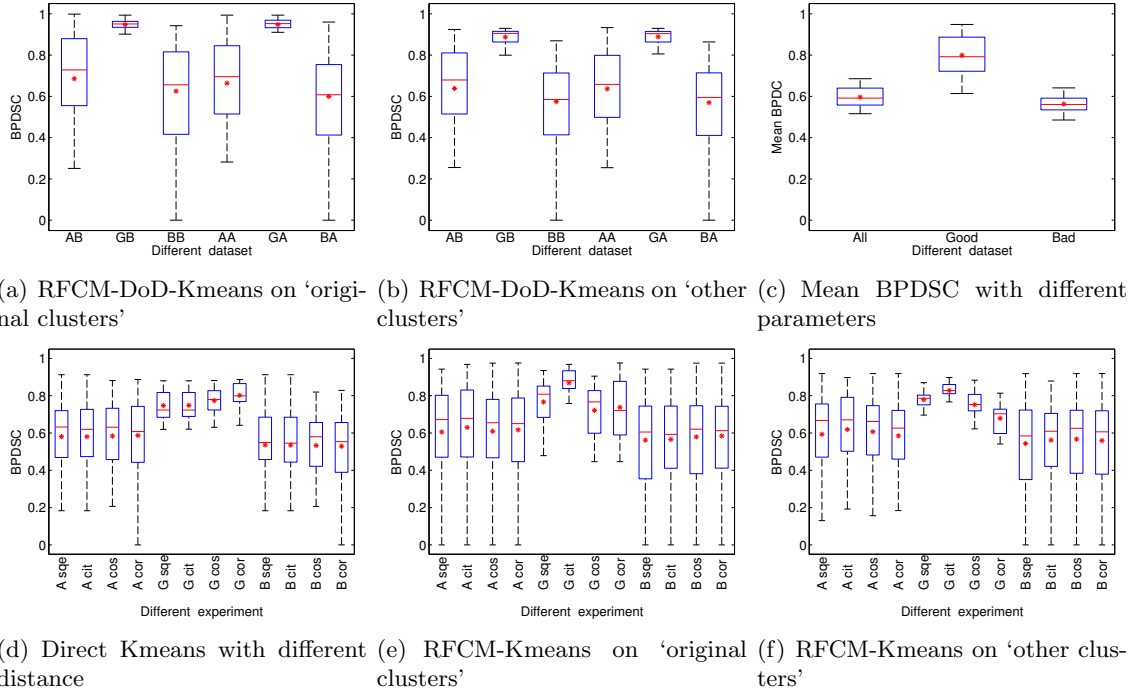 1
0.8
0.6
0.4
0.2
0
BPDSC
AB GB BB AA GA BA
Different dataset
1
0.8
0.6
0.4
0.2
0
BPDSC
AB GB BB AA GA BA
Different dataset
1
0.8
0.6
0.4
0.2
0
Mean BPDC
All Good Bad
Different dataset
(a) RFCM-DoD-Kmeans on ‘origi-
nal clusters’
(b) RFCM-DoD-Kmeans on ‘other
clusters’
(c) Mean BPDSC with different
parameters
1
0.8
0.6
0.4
0.2
0
BPDSC
A sqe A cit A cos A cor G sqe G cit G cos G cor B sqe B cit B cos B cor
Different experiment
1
0.8
0.6
0.4
0.2
0
BPDSC
A sqe A cit A cos A cor G sqe G cit G cos G cor B sqe B cit B cos B cor
Different experiment
1
0.8
0.6
0.4
0.2
0
BPDSC
A sqe A cit A cos A cor G sqe G cit G cos G cor B sqe B cit B cos B cor
Different experiment
(d) Direct Kmeans with different
distance
(e) RFCM-Kmeans on ‘original
clusters’
(f) RFCM-Kmeans on ‘other clus-
ters’